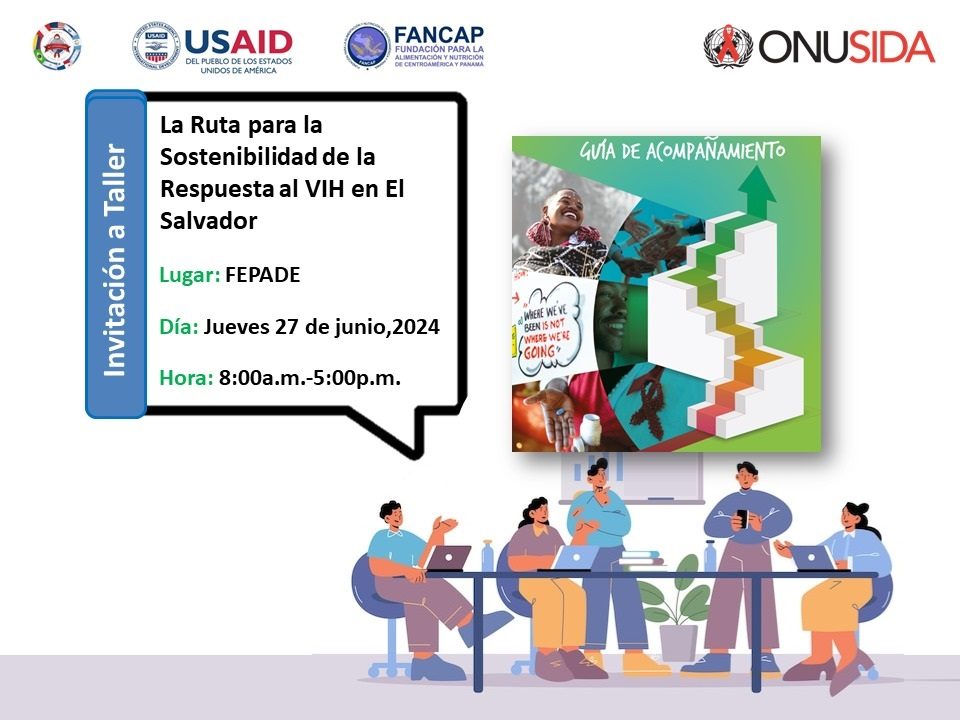 USAID
DEL PUEBLO DE LOS ESTADOS
UNIDOS DE AMÉRICA
FANCAP
FUNDACIÓN PARA LA
ALIMENTACIÓN Y NUTRICIÓN
DE CENTROAMÉRICA Y PANAMÁ
FANCAP
ONUSIDA
Invitación a Taller
La Ruta para la
Sostenibilidad de la
Respuesta al VIH en El
Salvador
Lugar: FEPADE
Día: Jueves 27 de junio,2024
Hora: 8:00a.m.-5:00p.m.
GUÍA DE ACOMPAÑAMIENTO
"WHERE WE'VE
BEEN IS NOT
WHERE WE'RE
GOING"